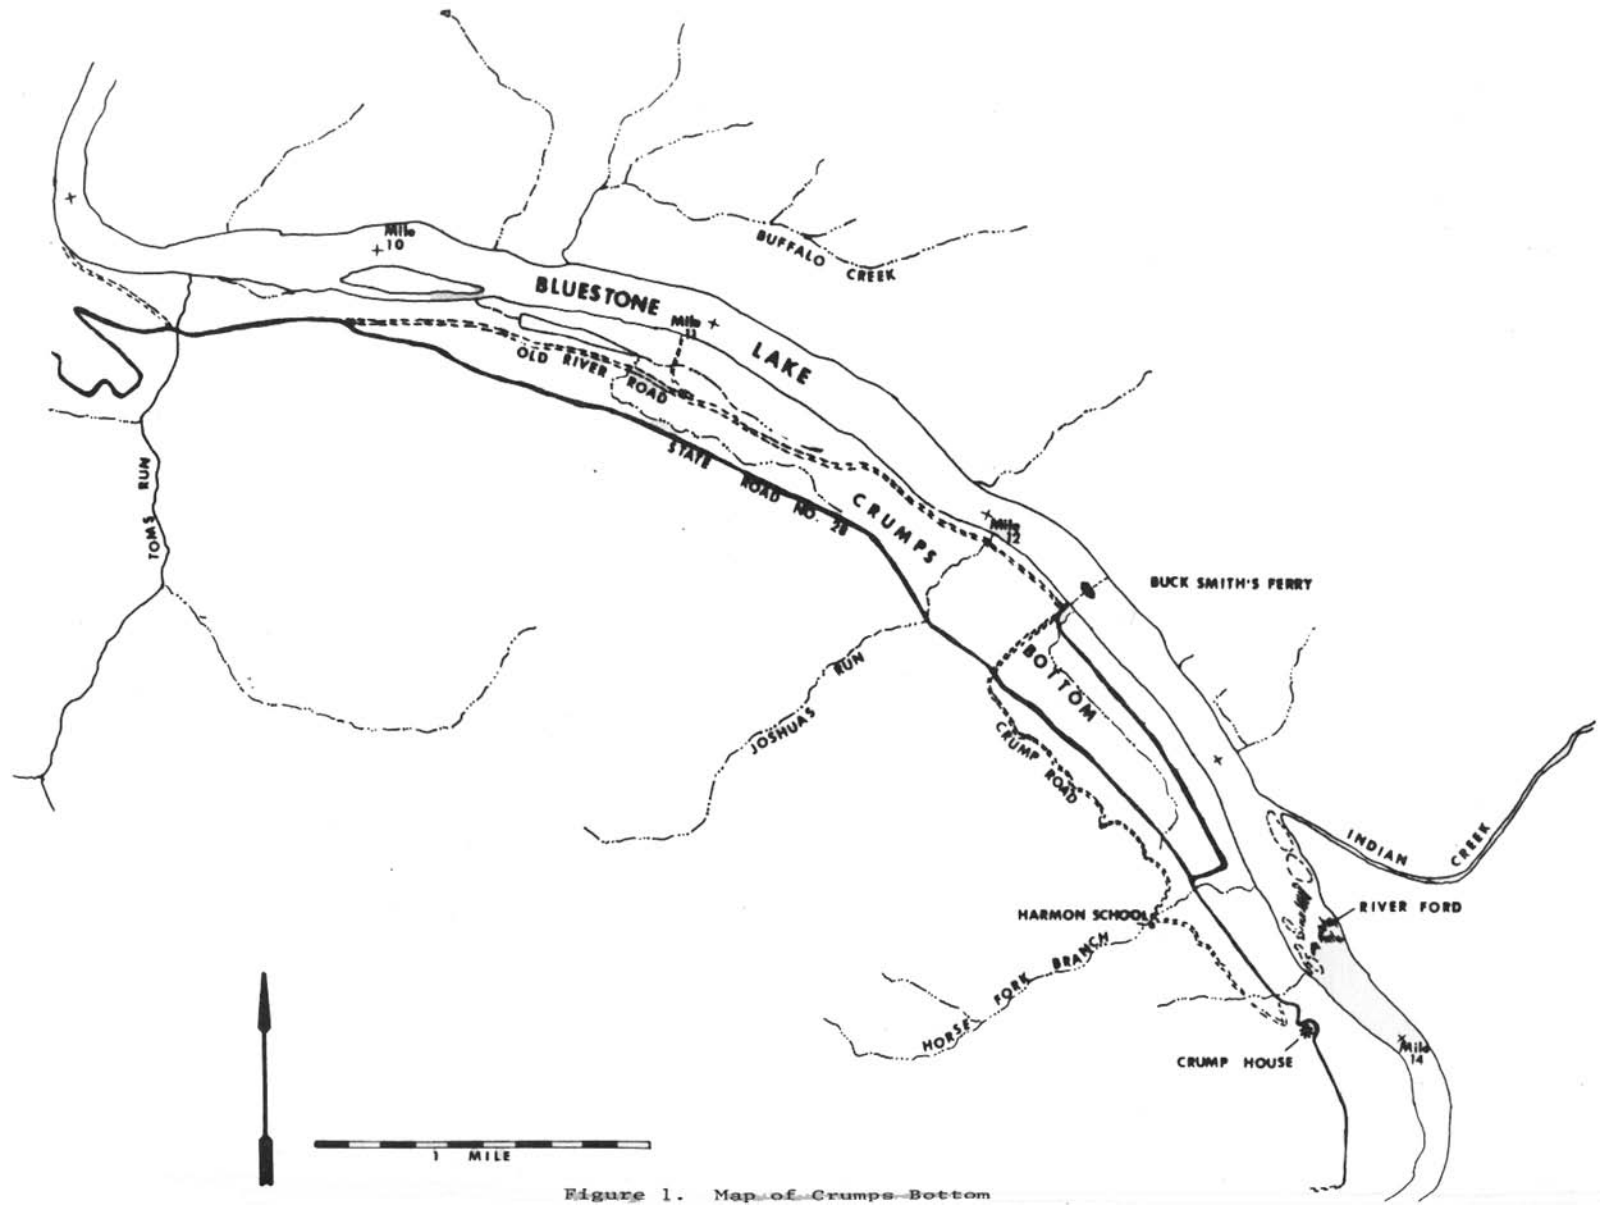 Mile
10
BUFFALO CREEK
BLUESTONE
LAKE
Mile
11
OLD RIVER ROAD
STATE ROAD NO. 28
CRUMPS
BOTTOM
Mile
12
BUCK SMITH'S FERRY
TOMS RUN
JOSHUAS RUN
CRUMP ROAD
INDIAN CREEK
HARMON SCHOOL
RIVER FORD
HORSE FORK BRANCH
CRUMP HOUSE
Mile
14
1 MILE
Figure 1. Map of Crumps Bottom